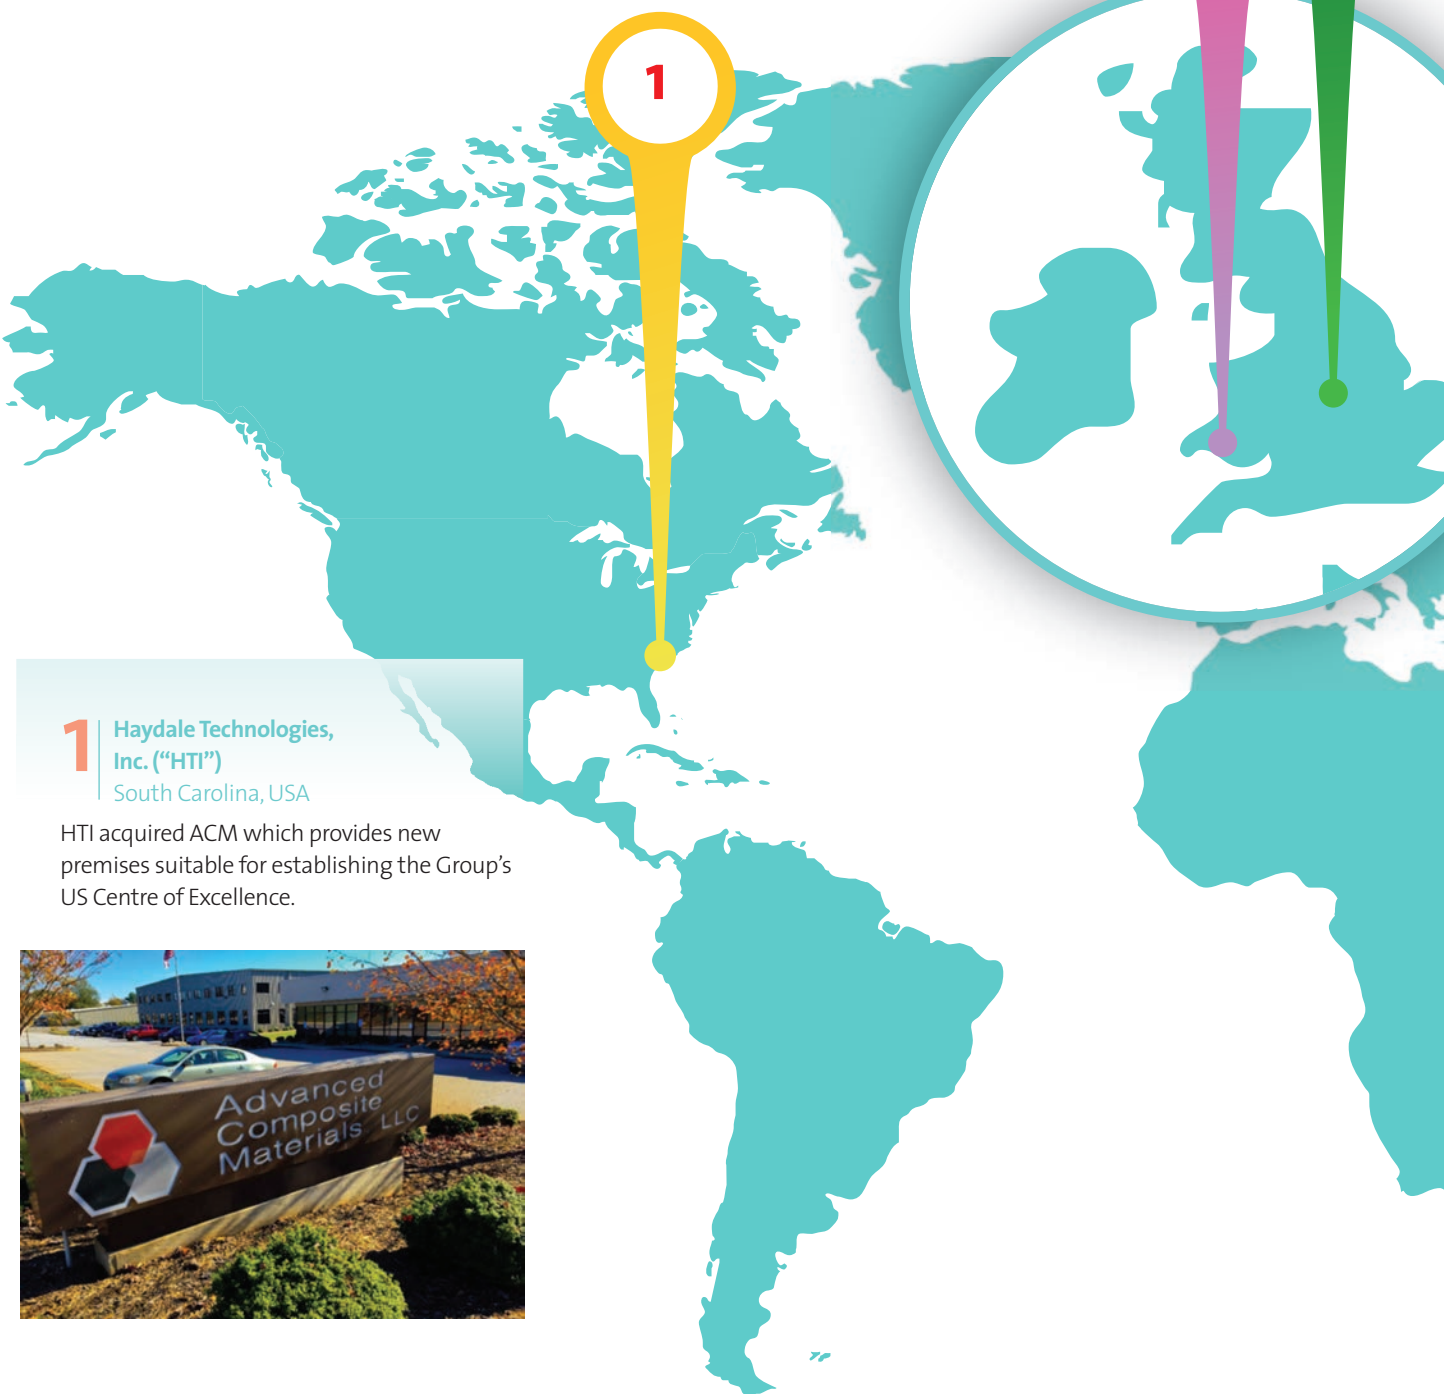 1
1
Haydale Technologies,
Inc. (“HTI”)
South Carolina, USA
HTI acquired ACM which provides new
premises suitable for establishing the Group’s
US Centre of Excellence.
Advanced
Composite
Materials LLC